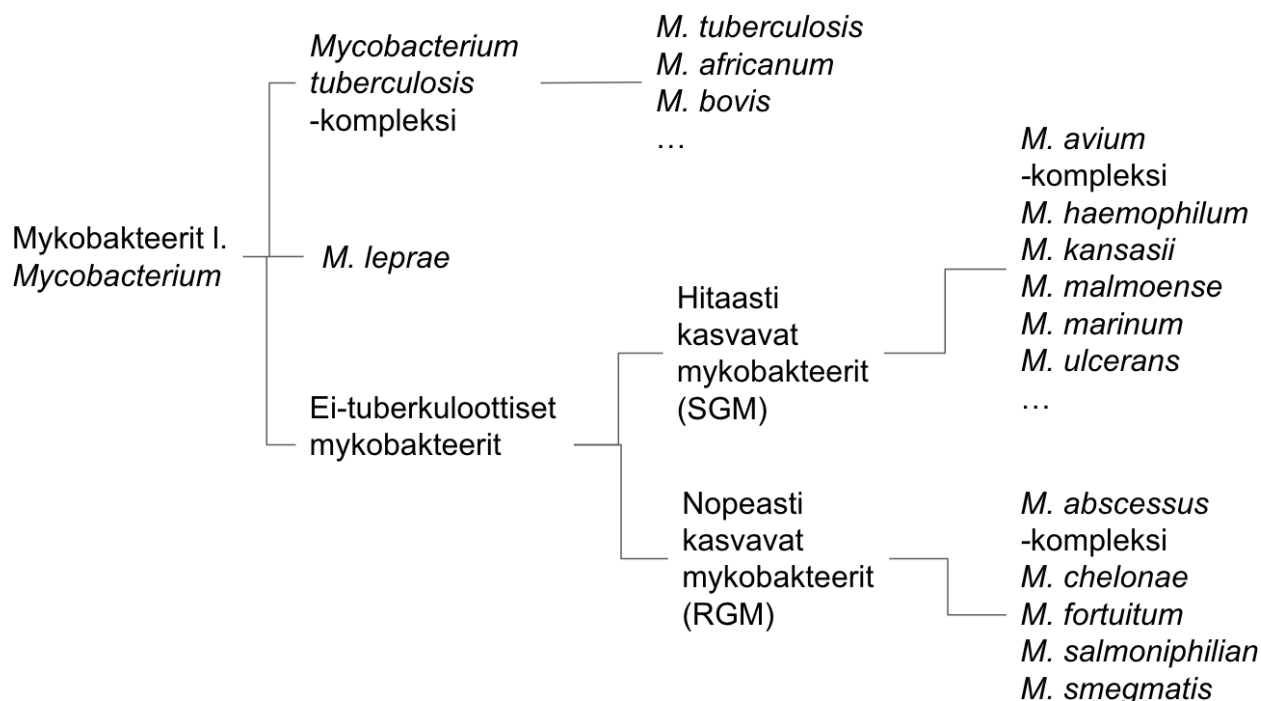 Mykobakteerit l.
Mycobacterium
Mycobacterium
tuberculosis
-kompleksi
M. tuberculosis
M. africanum
M. bovis
…
M. leprae
Ei-tuberkuloottiset
mykobakteerit
Hitaasti
kasvavat
mykobakteerit
(SGM)
M. avium
-kompleksi
M. haemophilum
M. kansasii
M. malmoense
M. marinum
M. ulcerans
…
Nopeasti
kasvavat
mykobakteerit
(RGM)
M. abscessus
-kompleksi
M. chelonae
M. fortuitum
M. salmoniphilian
M. smegmatis